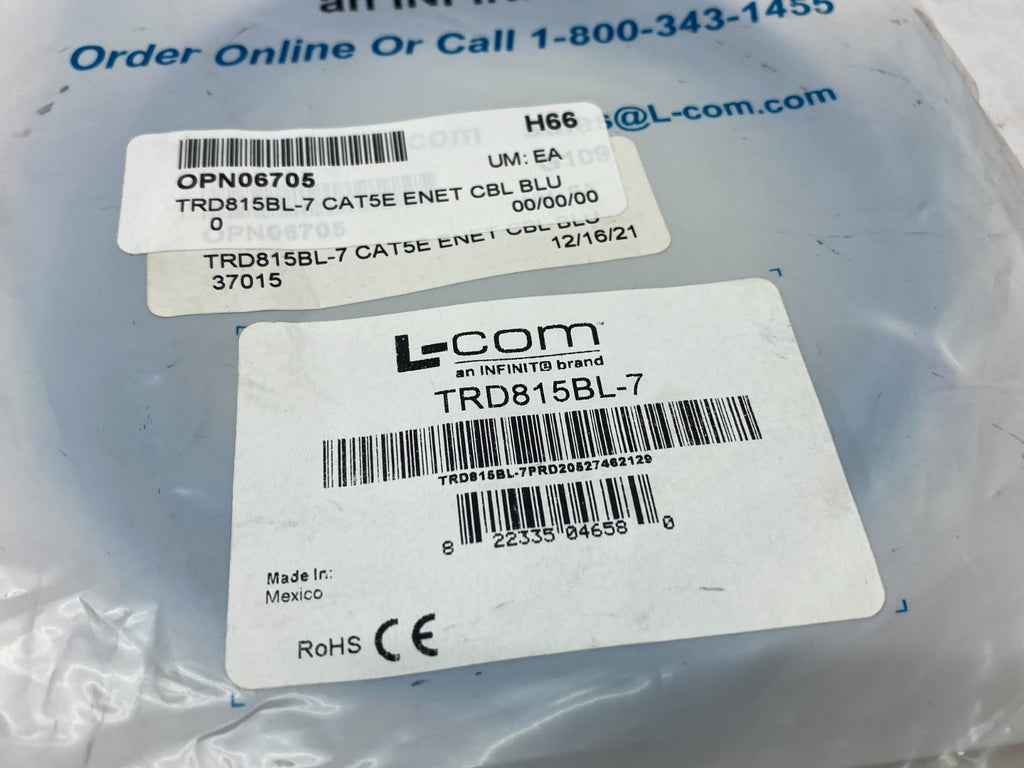 Order Online Or Call 1-800-343-1455
s@L-com.com
H66
UM: EA
OPN06705
TRD815BL-7 CAT5E ENET CBL BLU
0 00/00/00
OPN06705
TRD815BL-7 CAT5E ENET CBL BLU
37015 12/16/21
L-com™
an INFINIT@ brand
TRD815BL-7
TRD815BL-7PRD20527462129
8 22335 04658 0
Made In:
Mexico
RoHS CE